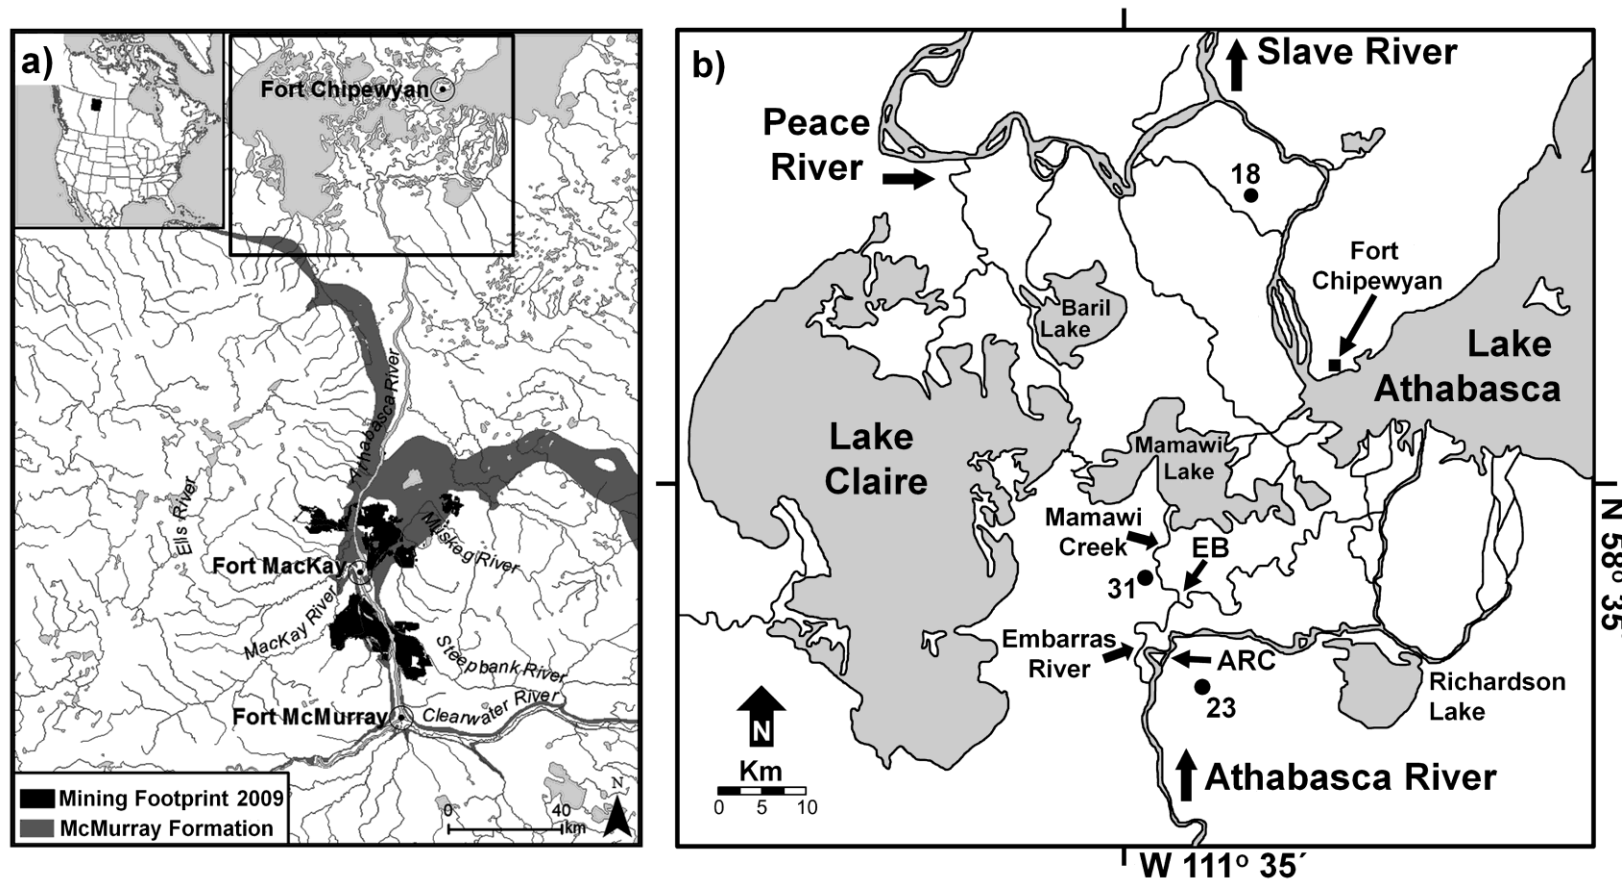 a)
Fort Chipewyan
Athabasca River
Ells River
Muskeg River
Fort MacKay
MacKay River
Steepbank River
Fort McMurray
Clearwater River
Mining Footprint 2009
McMurray Formation
0 40
km
N
b)
Slave River
Peace
River
18
Fort
Chipewyan
Baril
Lake
Lake
Athabasca
Lake
Claire
Mamawi
Lake
Mamawi
Creek
EB
31
Embarras
River
ARC
23
Richardson
Lake
N
Km
0 5 10
Athabasca River
N 58° 35´
W 111° 35´